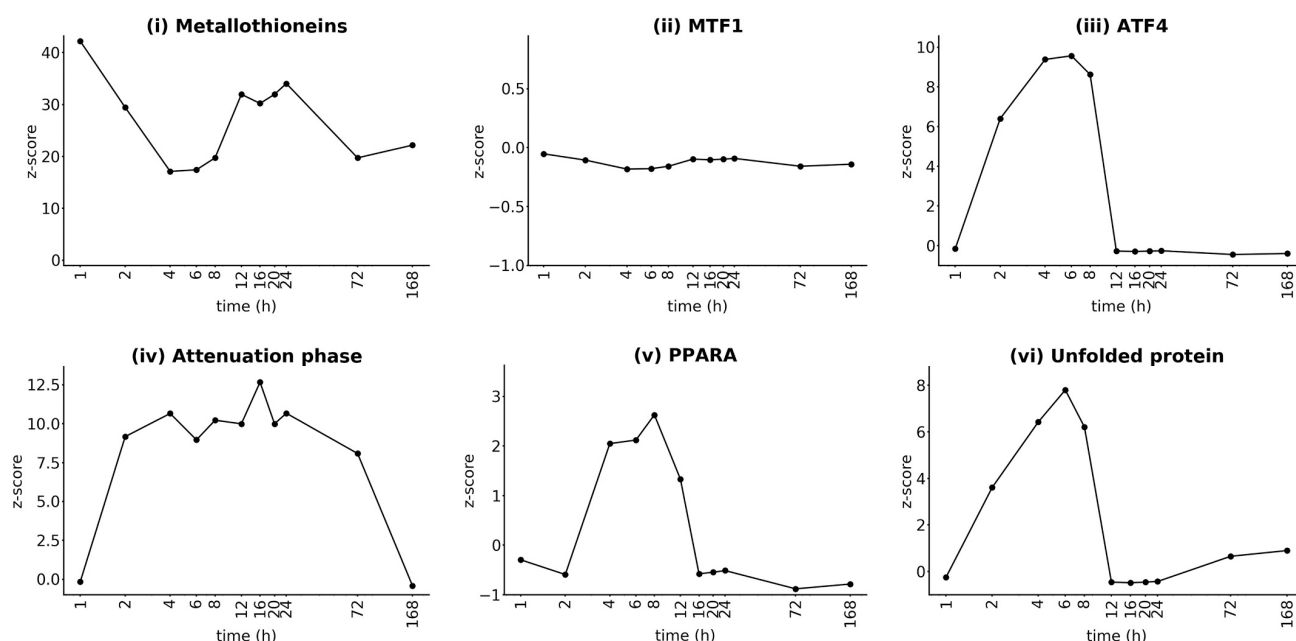 (i) Metallothioneins
z-score
40
30
20
10
0
1 2 4 6 8 12 16 20 24 72 168
time (h)
(ii) MTF1
z-score
0.5
0.0
−0.5
−1.0
1 2 4 6 8 12 16 20 24 72 168
time (h)
(iii) ATF4
z-score
10
8
6
4
2
0
1 2 4 6 8 12 16 20 24 72 168
time (h)
(iv) Attenuation phase
z-score
12.5
10.0
7.5
5.0
2.5
0.0
1 2 4 6 8 12 16 20 24 72 168
time (h)
(v) PPARA
z-score
3
2
1
0
−1
1 2 4 6 8 12 16 20 24 72 168
time (h)
(vi) Unfolded protein
z-score
8
6
4
2
0
1 2 4 6 8 12 16 20 24 72 168
time (h)